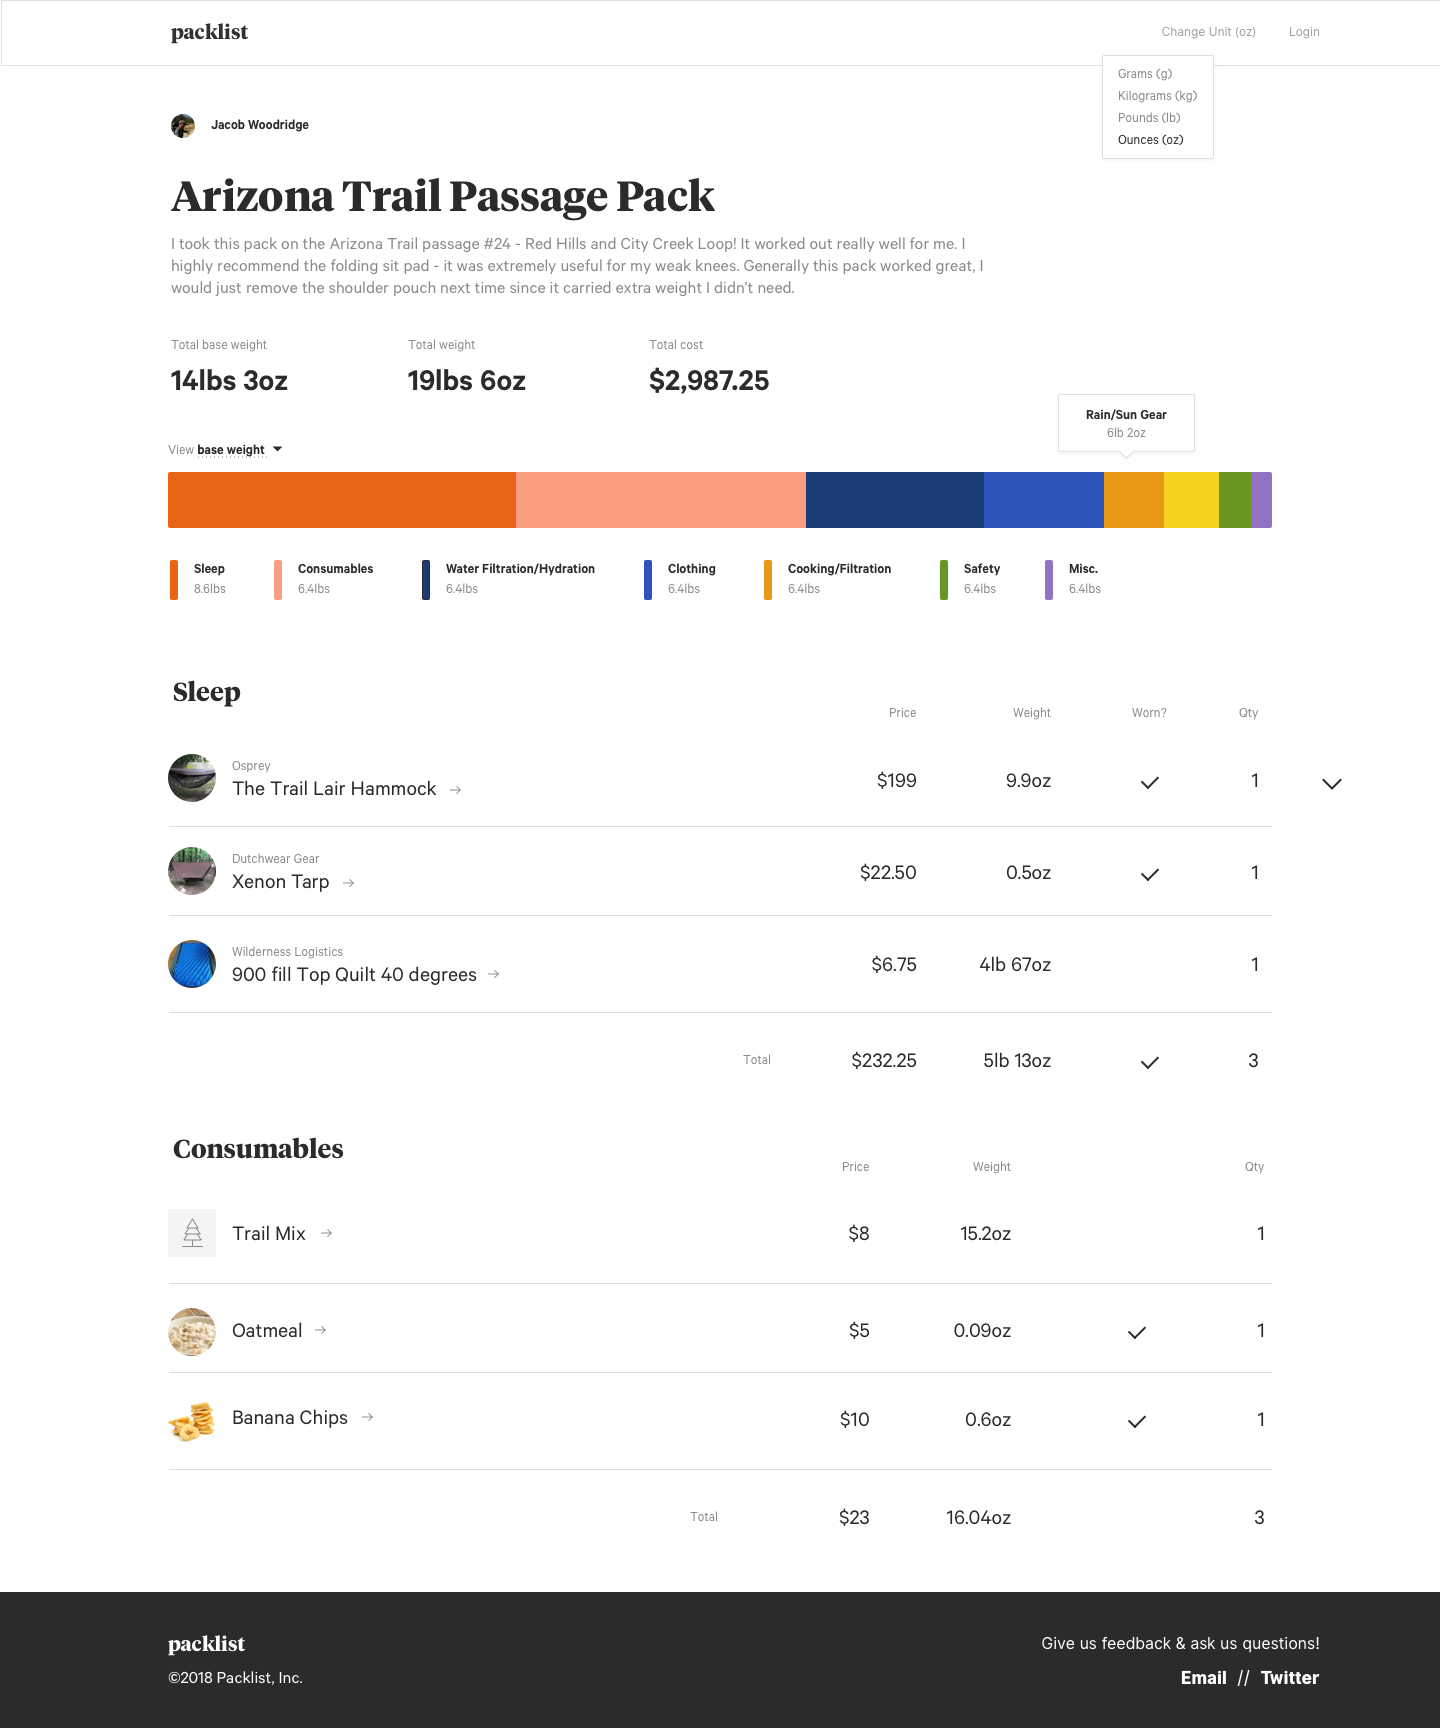 packlist
Change Unit (oz)
Login
Grams (g)
Kilograms (kg)
Pounds (lb)
Ounces (oz)
Jacob Woodridge
Arizona Trail Passage Pack
I took this pack on the Arizona Trail passage #24 - Red Hills and City Creek Loop! It worked out really well for me. I
highly recommend the folding sit pad - it was extremely useful for my weak knees. Generally this pack worked great, I
would just remove the shoulder pouch next time since it carried extra weight I didn’t need.
Total base weight
14lbs 3oz
Total weight
19lbs 6oz
Total cost
$2,987.25
Rain/Sun Gear
6lb 2oz
View base weight
Sleep
8.6lbs
Consumables
6.4lbs
Water Filtration/Hydration
6.4lbs
Clothing
6.4lbs
Cooking/Filtration
6.4lbs
Safety
6.4lbs
Misc.
6.4lbs
Sleep
Price Weight Worn? Qty
Osprey
The Trail Lair Hammock $199 9.9oz 1
Dutchwear Gear
Xenon Tarp $22.50 0.5oz 1
Wilderness Logistics
900 fill Top Quilt 40 degrees $6.75 4lb 67oz 1
Total $232.25 5lb 13oz 3
Consumables
Price Weight Qty
Trail Mix $8 15.2oz 1
Oatmeal $5 0.09oz 1
Banana Chips $10 0.6oz 1
Total $23 16.04oz 3
packlist
©2018 Packlist, Inc.
Give us feedback & ask us questions!
Email // Twitter